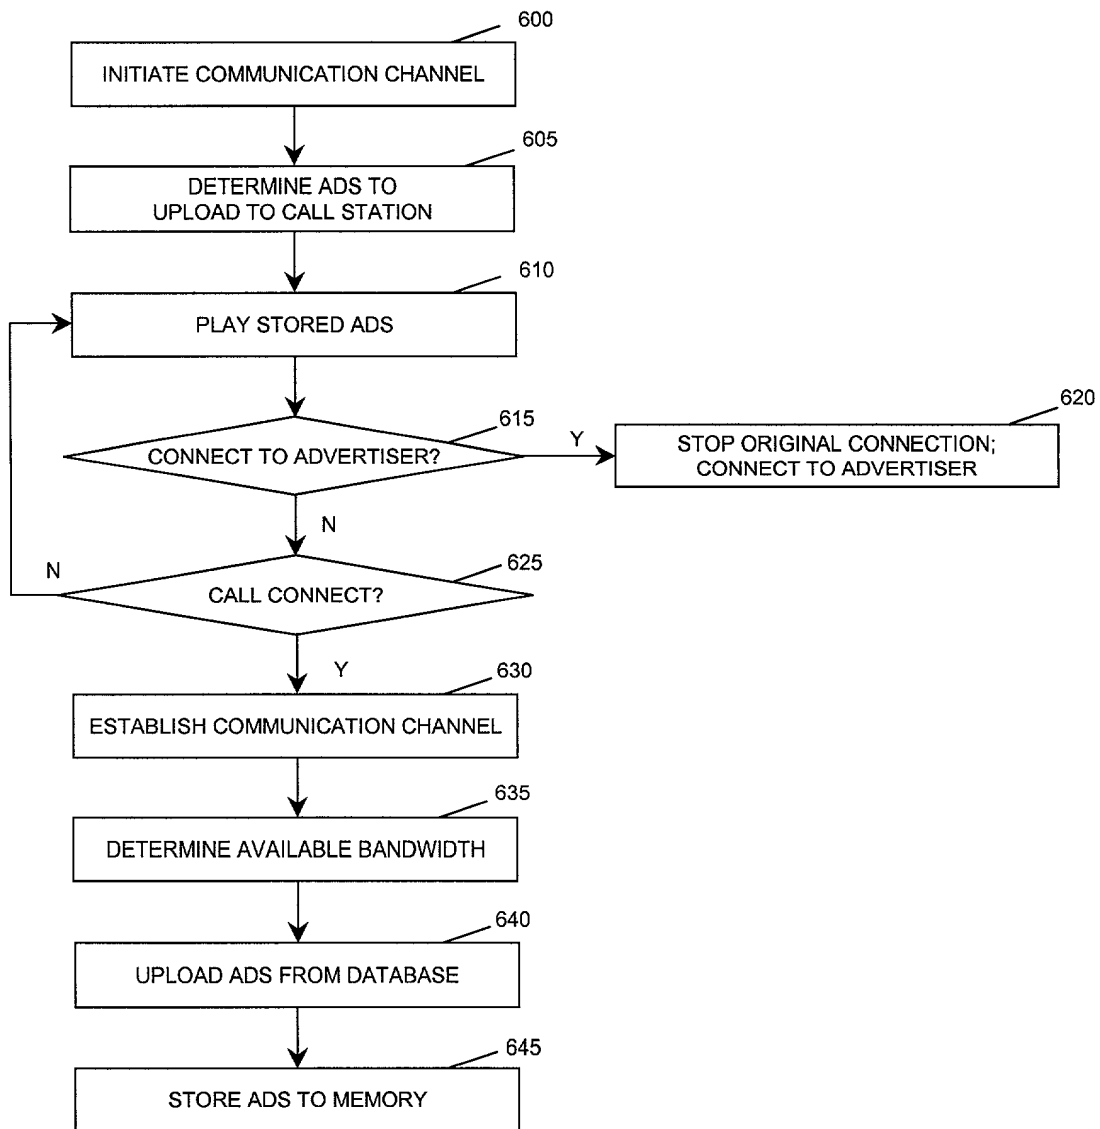 600
INITIATE COMMUNICATION CHANNEL
605
DETERMINE ADS TO
UPLOAD TO CALL STATION
610
PLAY STORED ADS
615
CONNECT TO ADVERTISER?
Y
620
STOP ORIGINAL CONNECTION;
CONNECT TO ADVERTISER
N
625
N
CALL CONNECT?
Y
630
ESTABLISH COMMUNICATION CHANNEL
635
DETERMINE AVAILABLE BANDWIDTH
640
UPLOAD ADS FROM DATABASE
645
STORE ADS TO MEMORY